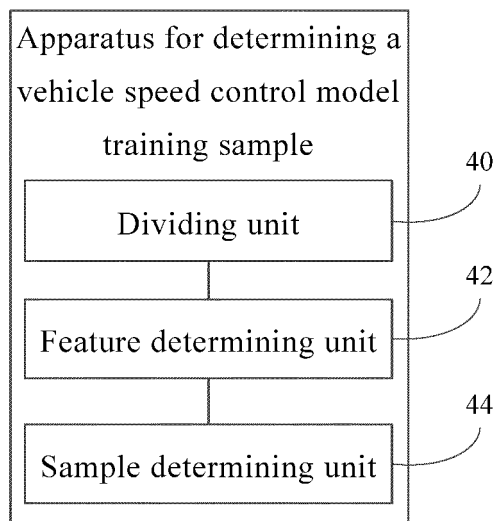 Apparatus for determining a
vehicle speed control model
training sample
40
Dividing unit
42
Feature determining unit
44
Sample determining unit